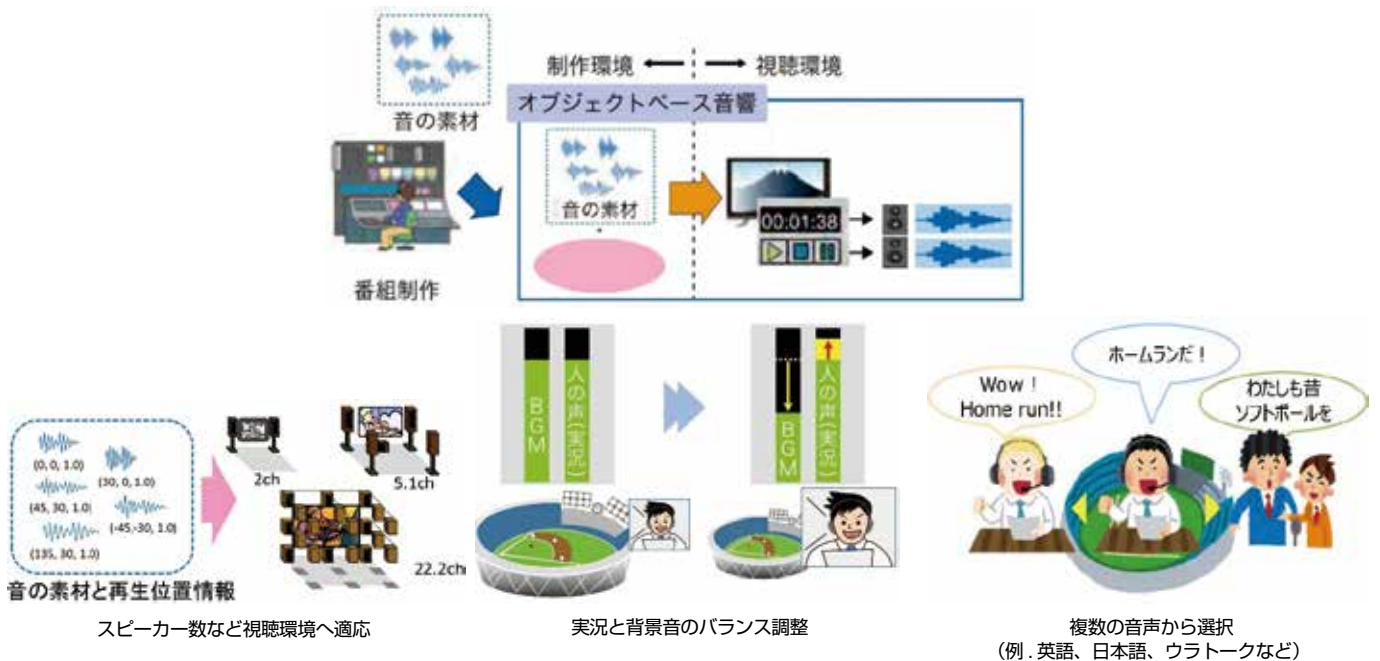 音の素材
制作環境
視聴環境
オブジェクトベース音響
音の素材
+
00:01:38
番組制作
(0, 0, 1.0)
(30, 0, 1.0)
(45, 30, 1.0)
(-45,-30, 1.0)
(135, 30, 1.0)
音の素材と再生位置情報
2ch
5.1ch
22.2ch
スピーカー数など視聴環境へ適応
BGM
人の声(実況)
BGM
人の声(実況)
実況と背景音のバランス調整
Wow !
Home run!!
ホームランだ !
わたしも昔
ソフトボールを
複数の音声から選択
(例 . 英語、日本語、ウラトークなど)